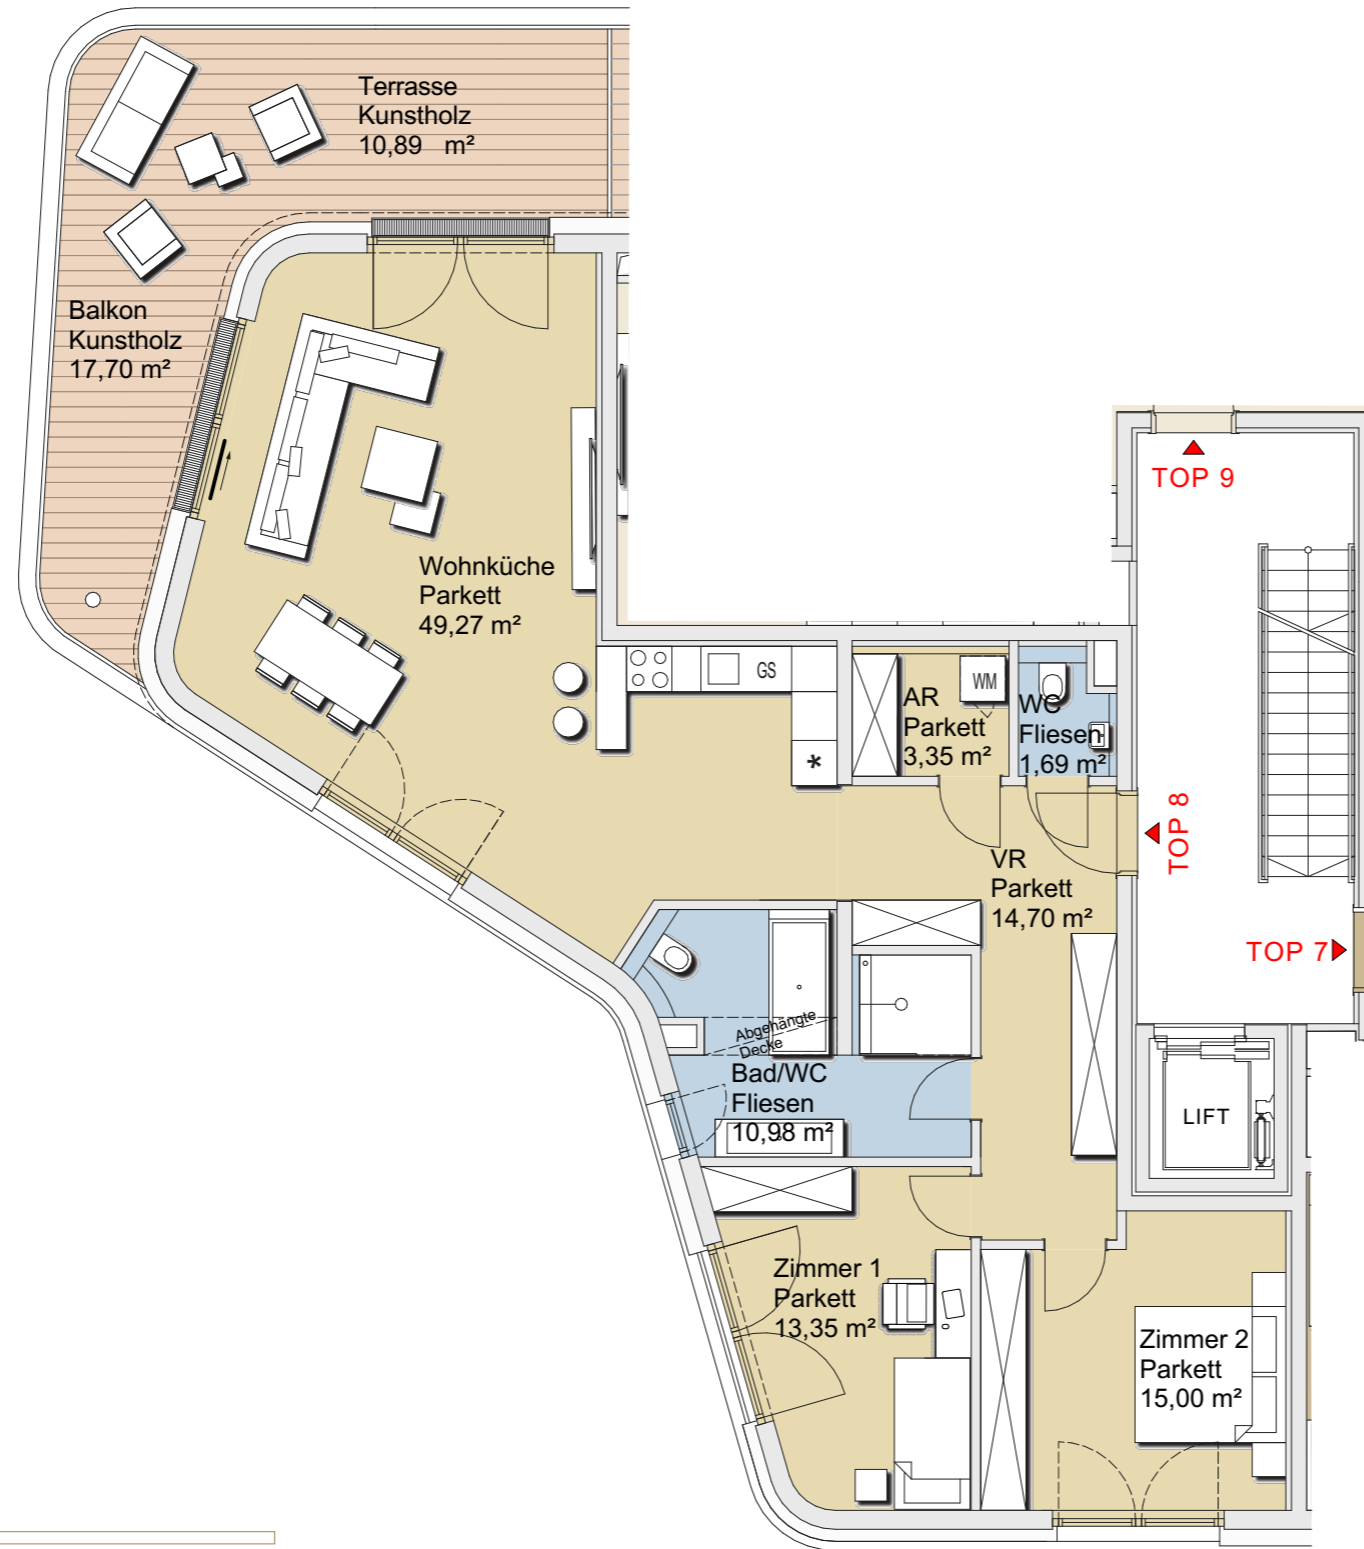 Terrasse
Kunstholz
10,89 m²
Balkon
Kunstholz
17,70 m²
TOP 9
Wohnküche
Parkett
49,27 m²
GS
WM
AR
Parkett
3,35 m²
WC
Fliesen
1,69 m²
*
TOP 8
VR
Parkett
14,70 m²
TOP 7
Abgehängte
Decke
Bad/WC
Fliesen
10,98 m²
LIFT
Zimmer 1
Parkett
13,35 m²
Zimmer 2
Parkett
15,00 m²